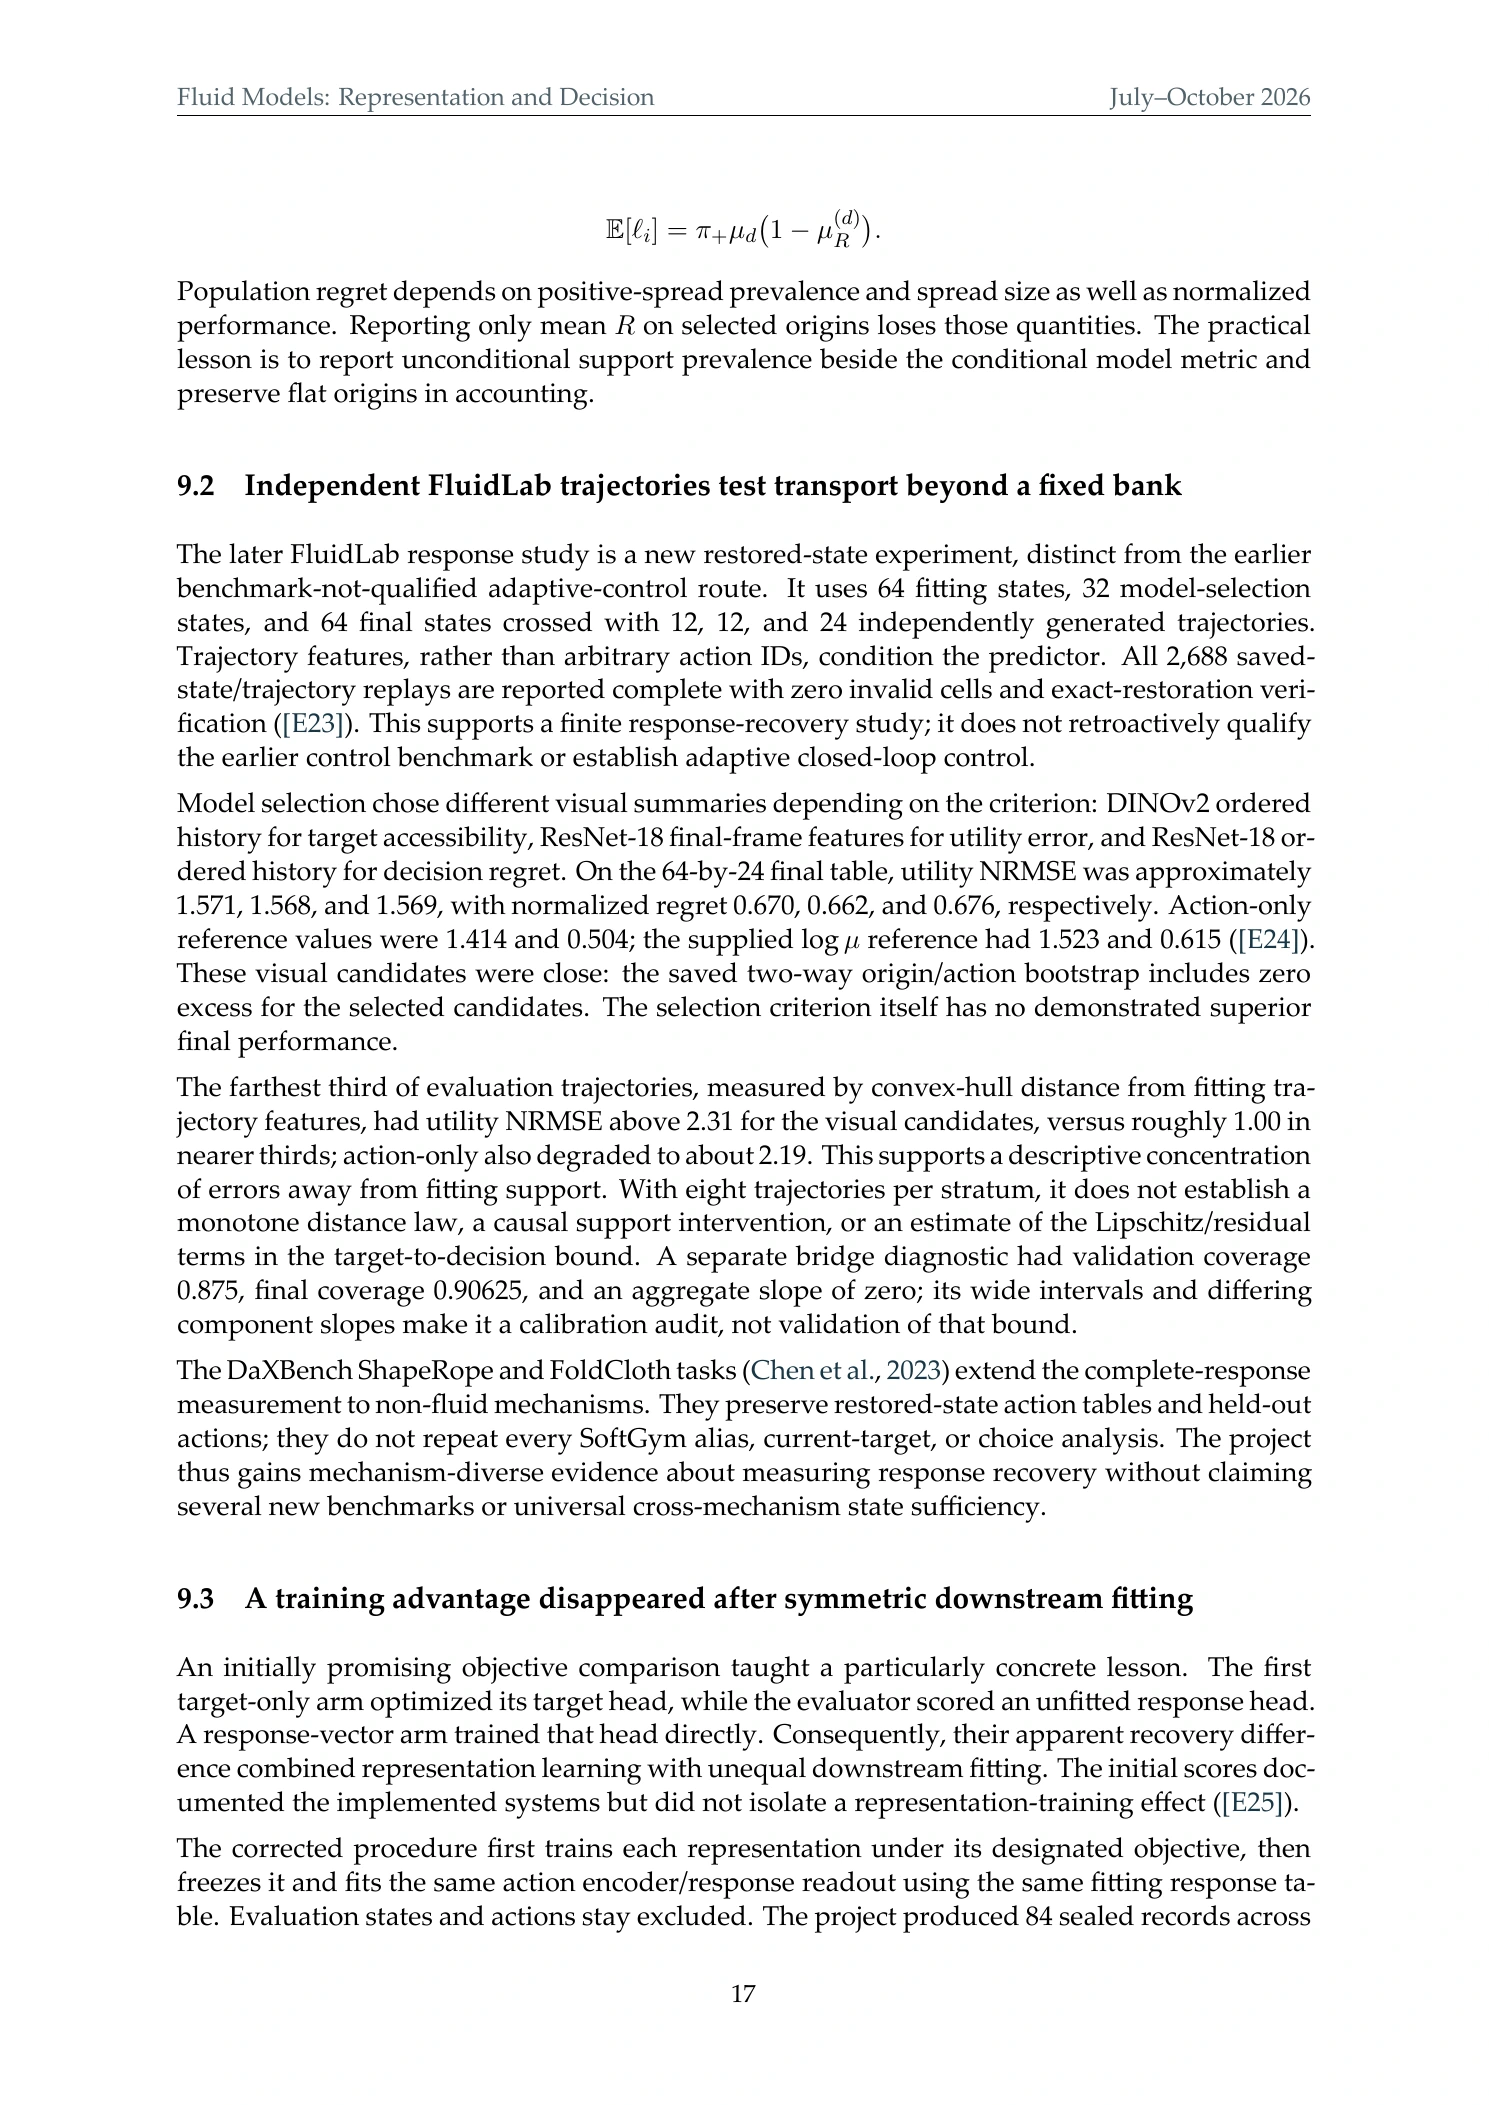 Fluid Models: Representation and Decision July–October 2026
𝔼[ℓᵢ] = π₊μ_d(1 − μ_R^{(d)}).
Population regret depends on positive-spread prevalence and spread size as well as normalized
performance. Reporting only mean R on selected origins loses those quantities. The practical
lesson is to report unconditional support prevalence beside the conditional model metric and
preserve flat origins in accounting.
9.2 Independent FluidLab trajectories test transport beyond a fixed bank
The later FluidLab response study is a new restored-state experiment, distinct from the earlier
benchmark-not-qualified adaptive-control route. It uses 64 fitting states, 32 model-selection
states, and 64 final states crossed with 12, 12, and 24 independently generated trajectories.
Trajectory features, rather than arbitrary action IDs, condition the predictor. All 2,688 saved-
state/trajectory replays are reported complete with zero invalid cells and exact-restoration veri-
fication ([E23]). This supports a finite response-recovery study; it does not retroactively qualify
the earlier control benchmark or establish adaptive closed-loop control.
Model selection chose different visual summaries depending on the criterion: DINOv2 ordered
history for target accessibility, ResNet-18 final-frame features for utility error, and ResNet-18 or-
dered history for decision regret. On the 64-by-24 final table, utility NRMSE was approximately
1.571, 1.568, and 1.569, with normalized regret 0.670, 0.662, and 0.676, respectively. Action-only
reference values were 1.414 and 0.504; the supplied log μ reference had 1.523 and 0.615 ([E24]).
These visual candidates were close: the saved two-way origin/action bootstrap includes zero
excess for the selected candidates. The selection criterion itself has no demonstrated superior
final performance.
The farthest third of evaluation trajectories, measured by convex-hull distance from fitting tra-
jectory features, had utility NRMSE above 2.31 for the visual candidates, versus roughly 1.00 in
nearer thirds; action-only also degraded to about 2.19. This supports a descriptive concentration
of errors away from fitting support. With eight trajectories per stratum, it does not establish a
monotone distance law, a causal support intervention, or an estimate of the Lipschitz/residual
terms in the target-to-decision bound. A separate bridge diagnostic had validation coverage
0.875, final coverage 0.90625, and an aggregate slope of zero; its wide intervals and differing
component slopes make it a calibration audit, not validation of that bound.
The DaXBench ShapeRope and FoldCloth tasks (Chen et al., 2023) extend the complete-response
measurement to non-fluid mechanisms. They preserve restored-state action tables and held-out
actions; they do not repeat every SoftGym alias, current-target, or choice analysis. The project
thus gains mechanism-diverse evidence about measuring response recovery without claiming
several new benchmarks or universal cross-mechanism state sufficiency.
9.3 A training advantage disappeared after symmetric downstream fitting
An initially promising objective comparison taught a particularly concrete lesson. The first
target-only arm optimized its target head, while the evaluator scored an unfitted response head.
A response-vector arm trained that head directly. Consequently, their apparent recovery differ-
ence combined representation learning with unequal downstream fitting. The initial scores doc-
umented the implemented systems but did not isolate a representation-training effect ([E25]).
The corrected procedure first trains each representation under its designated objective, then
freezes it and fits the same action encoder/response readout using the same fitting response ta-
ble. Evaluation states and actions stay excluded. The project produced 84 sealed records across
17